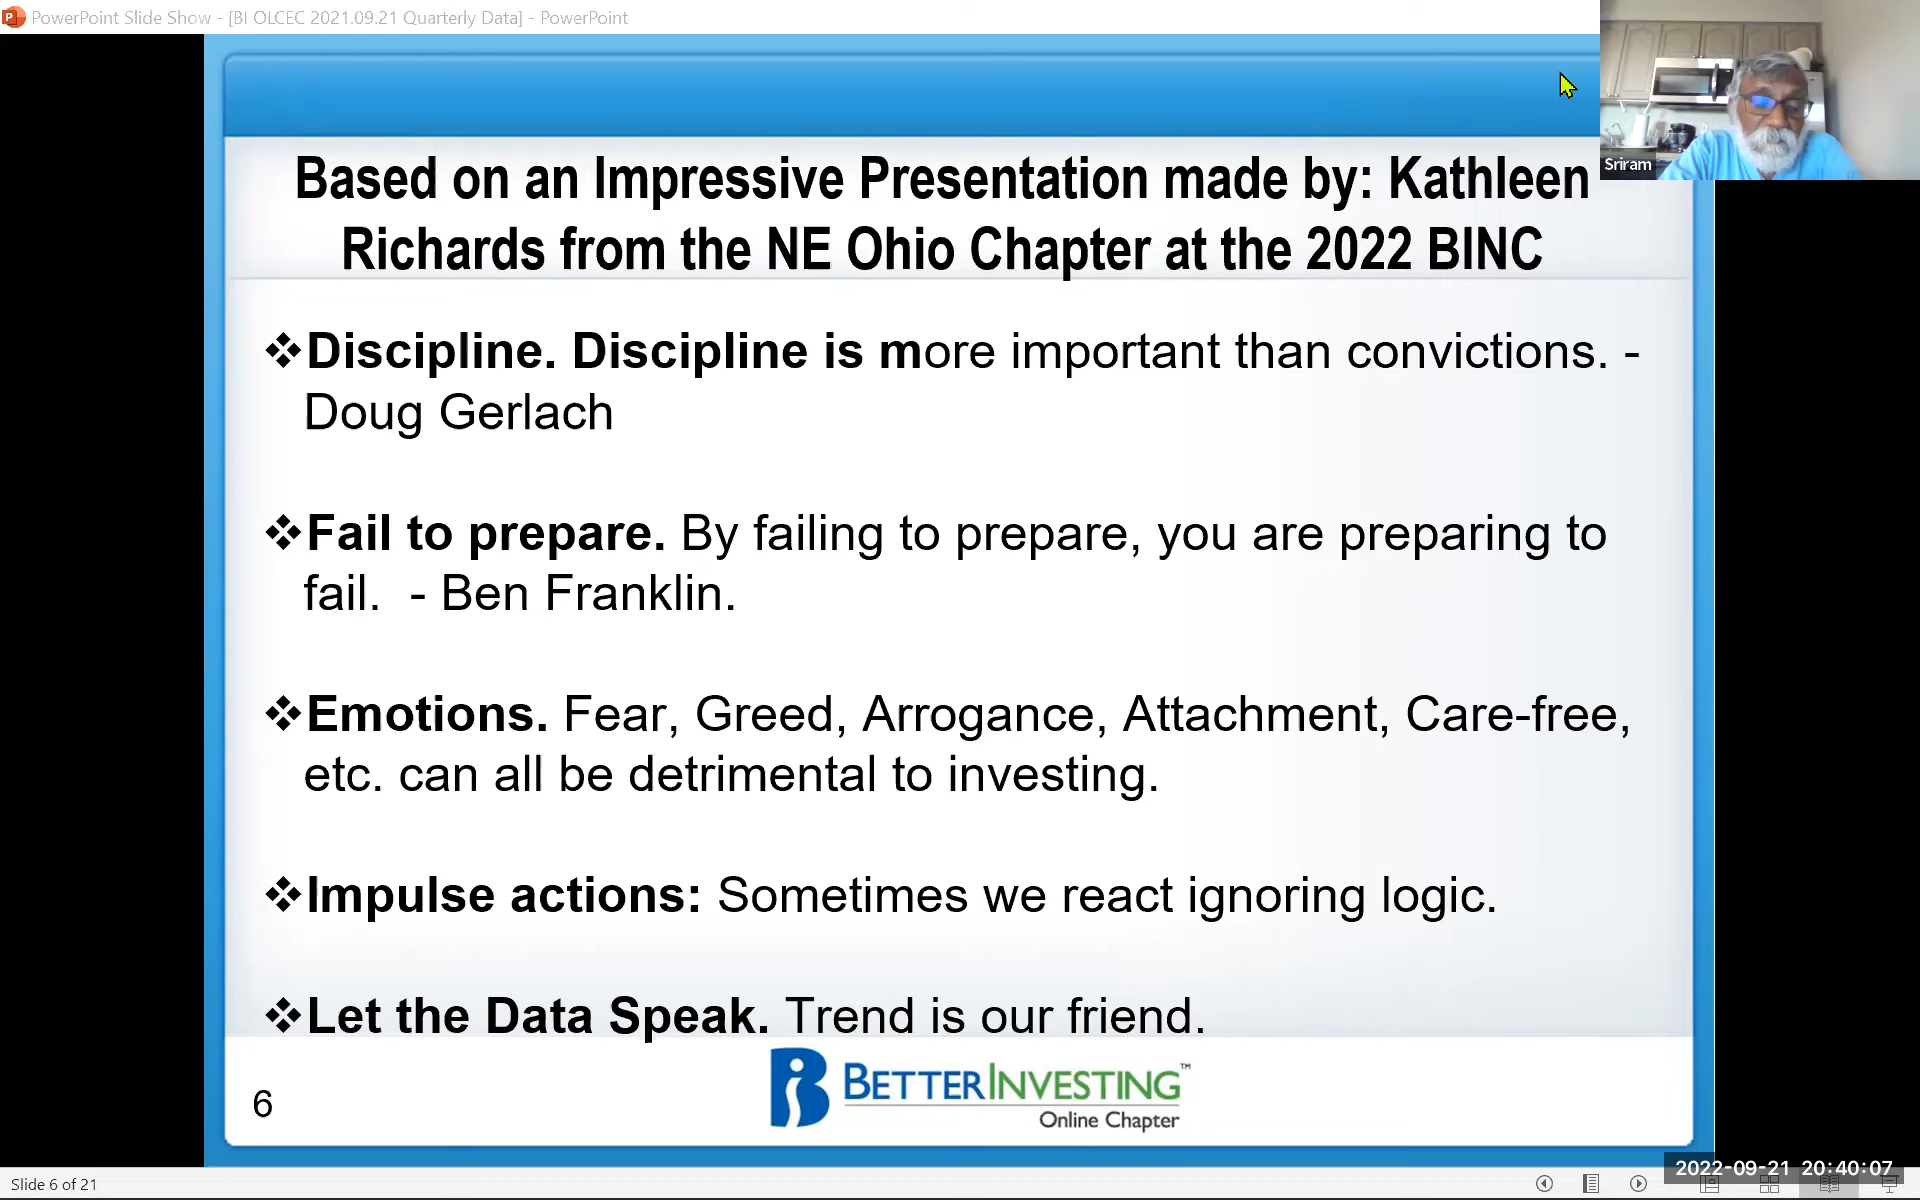 PowerPoint Slide Show - [BI OLCEC 2021.09.21 Quarterly Data] - PowerPoint
Sriram
Based on an Impressive Presentation made by: Kathleen
Richards from the NE Ohio Chapter at the 2022 BINC
❖Discipline. Discipline is more important than convictions. -
Doug Gerlach
❖Fail to prepare. By failing to prepare, you are preparing to
fail.  - Ben Franklin.
❖Emotions. Fear, Greed, Arrogance, Attachment, Care-free,
etc. can all be detrimental to investing.
❖Impulse actions: Sometimes we react ignoring logic.
❖Let the Data Speak. Trend is our friend.
6
BETTERINVESTING™
Online Chapter
2022-09-21 20:40:07
Slide 6 of 21